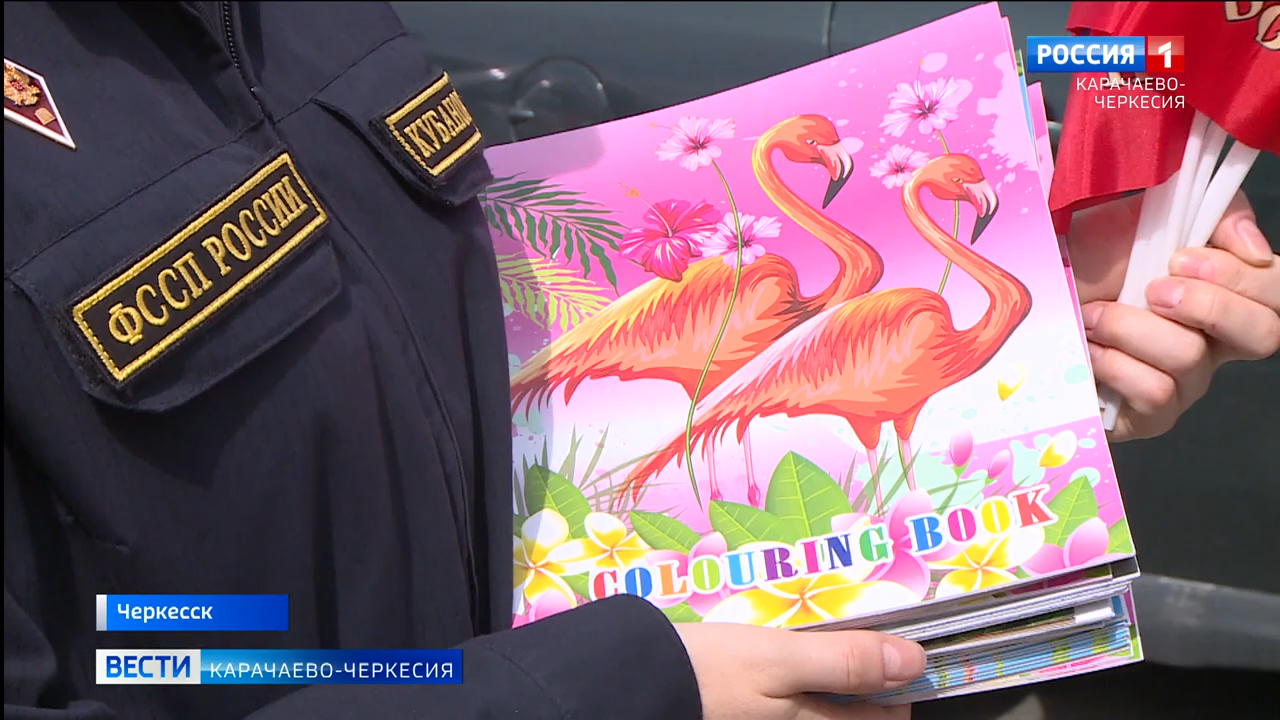 РОССИЯ 1
КАРАЧАЕВО-
ЧЕРКЕСИЯ
ФССП РОССИИ
COLOURING BOOK
Черкесск
ВЕСТИ КАРАЧАЕВО-ЧЕРКЕСИЯ